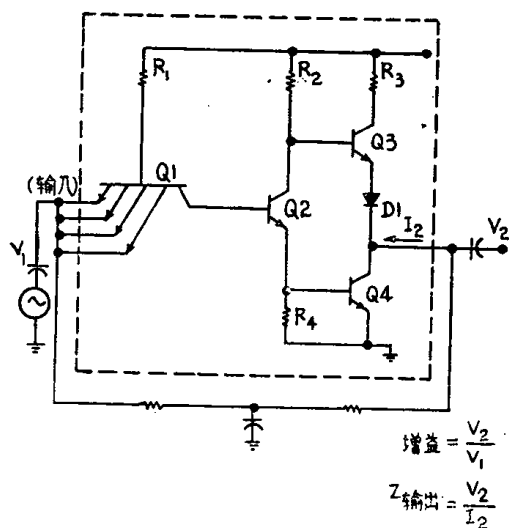 R1
R2
R3
Q1
Q3
(输入)
Q2
D1
I2
V2
V1
Q4
R4
增益 = V2/V1
Z输出 = V2/I2